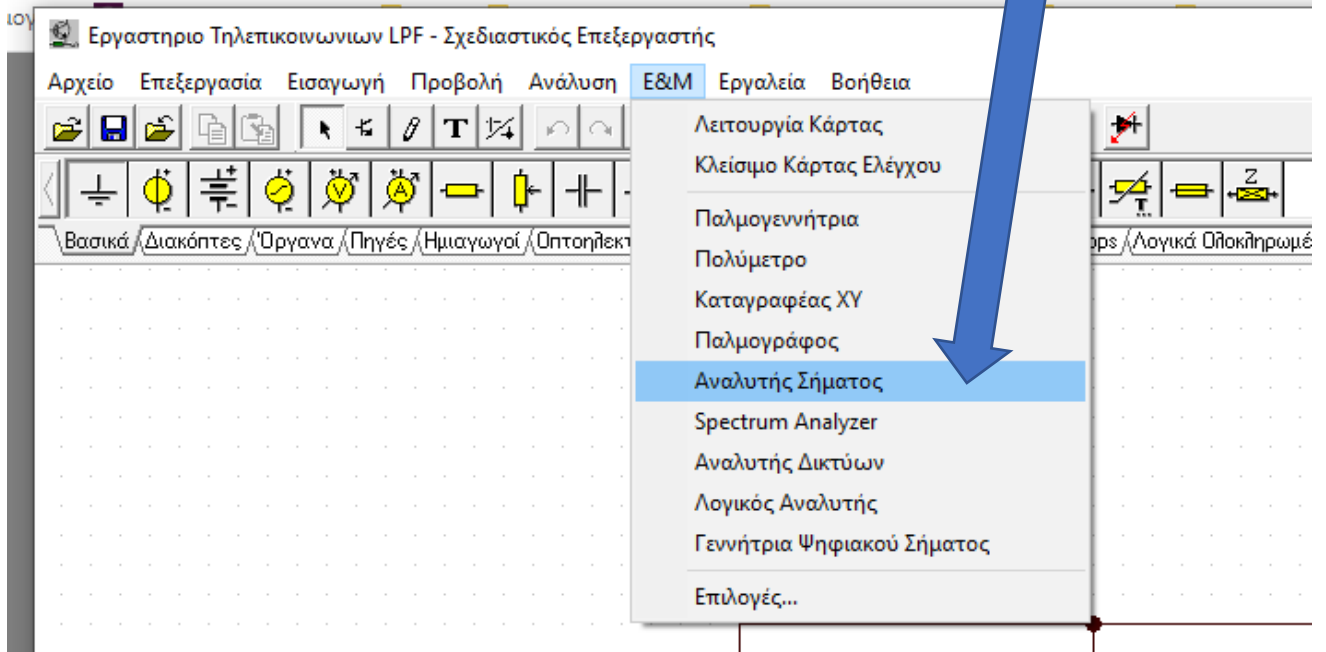 Εργαστηριο Τηλεπικοινωνιων LPF - Σχεδιαστικός Επεξεργαστής
Αρχείο Επεξεργασία Εισαγωγή Προβολή Ανάλυση Ε&Μ Εργαλεία Βοήθεια
T
Z
V A
T...
Βασικά Διακόπτες Όργανα Πηγές Ημιαγωγοί Λογικά
Λειτουργία Κάρτας
Κλείσιμο Κάρτας Ελέγχου
Παλμογεννήτρια
Πολύμετρο
Καταγραφέας XY
Παλμογράφος
Αναλυτής Σήματος
Spectrum Analyzer
Αναλυτής Δικτύων
Λογικός Αναλυτής
Γεννήτρια Ψηφιακού Σήματος
Επιλογές...